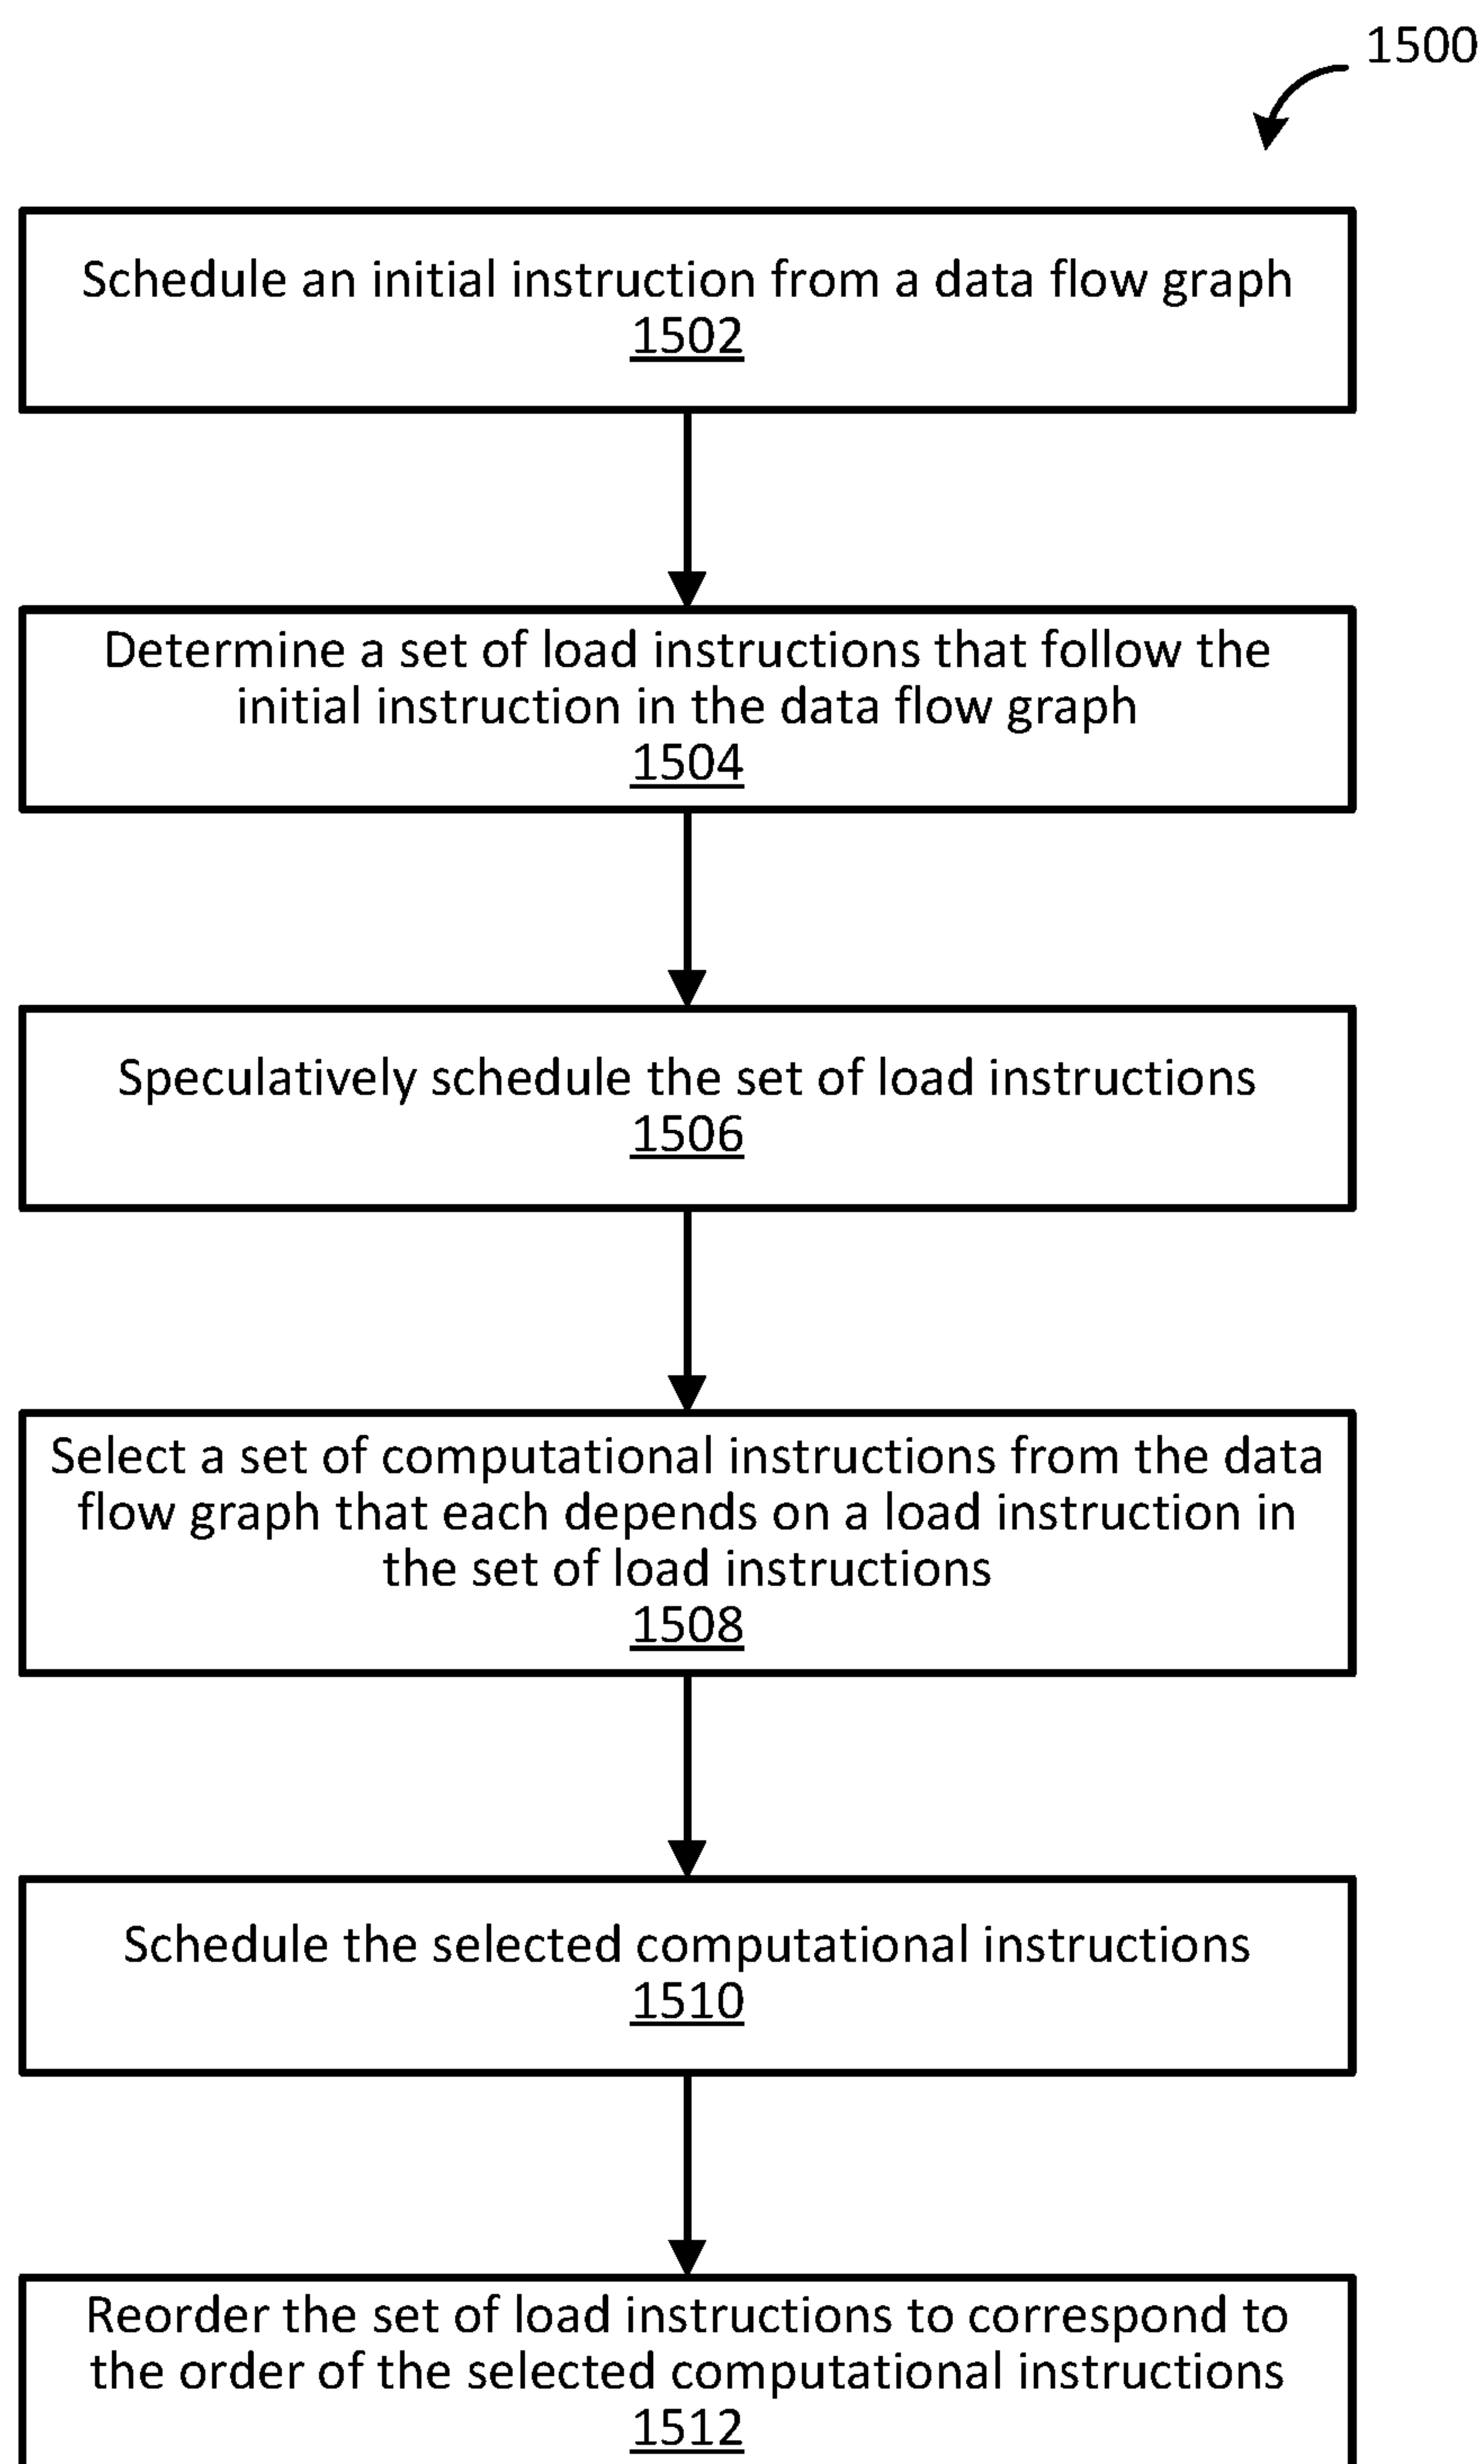 1500
Schedule an initial instruction from a data flow graph
1502
Determine a set of load instructions that follow the
initial instruction in the data flow graph
1504
Speculatively schedule the set of load instructions
1506
Select a set of computational instructions from the data
flow graph that each depends on a load instruction in
the set of load instructions
1508
Schedule the selected computational instructions
1510
Reorder the set of load instructions to correspond to
the order of the selected computational instructions
1512